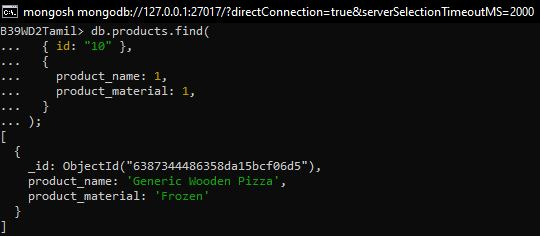 mongosh mongodb://127.0.0.1:27017/?directConnection=true&serverSelectionTimeoutMS=2000
B39WD2Tamil> db.products.find(
...   { id: "10" },
...   {
...     product_name: 1,
...     product_material: 1,
...   }
... );
[
  {
    _id: ObjectId("6387344486358da15bcf06d5"),
    product_name: 'Generic Wooden Pizza',
    product_material: 'Frozen'
  }
]